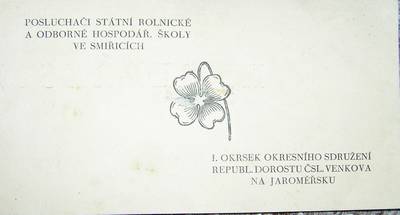 POSLUCHAČI STÁTNÍ ROLNICKÉ
A ODBORNÉ HOSPODÁŘ. ŠKOLY
VE SMIŘICÍCH
I. OKRSEK OKRESNÍHO SDRUŽENÍ
REPUBL. DOROSTU ČSL. VENKOVA
NA JAROMĚŘSKU